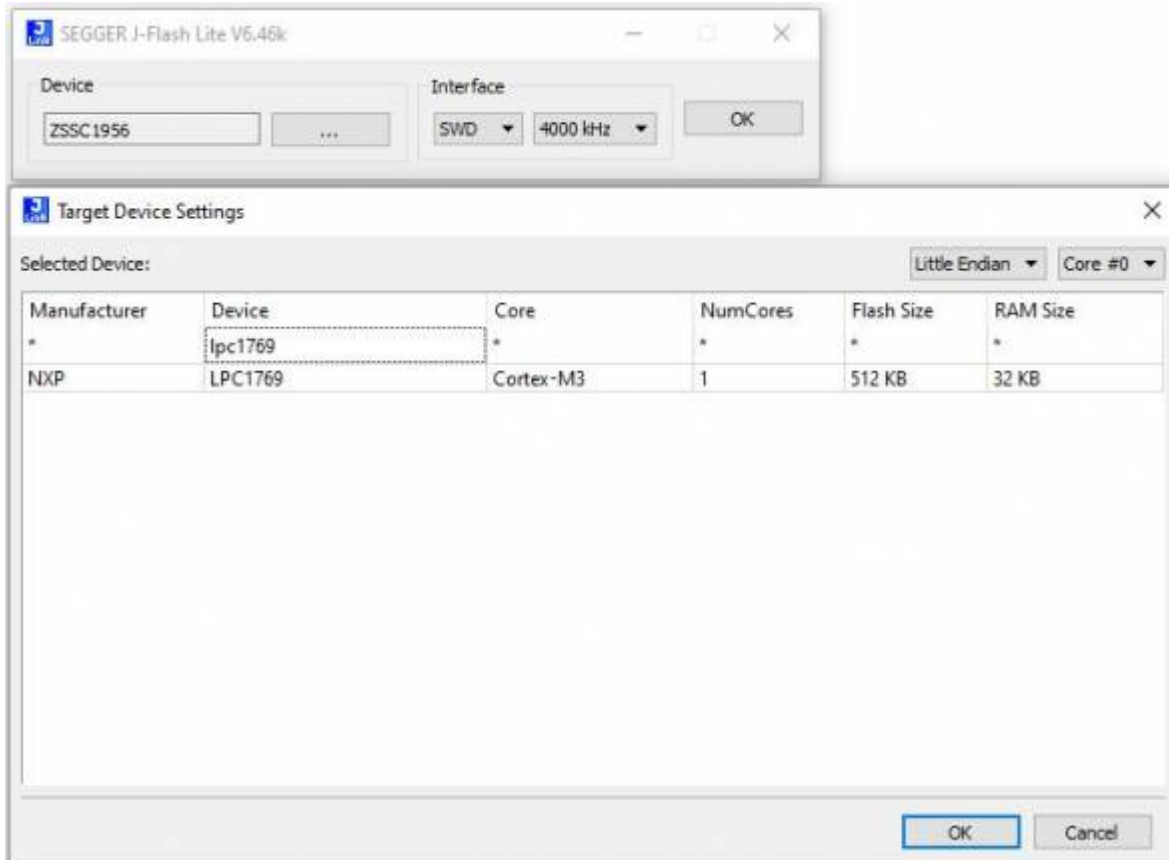 SEGGER J-Flash Lite V6.46k
Device
Interface
ZSSC1956 ... SWD 4000 kHz OK
Target Device Settings
Selected Device: Little Endian Core #0
Manufacturer Device Core NumCores Flash Size RAM Size
* lpc1769 * * * *
NXP LPC1769 Cortex-M3 1 512 KB 32 KB
OK Cancel